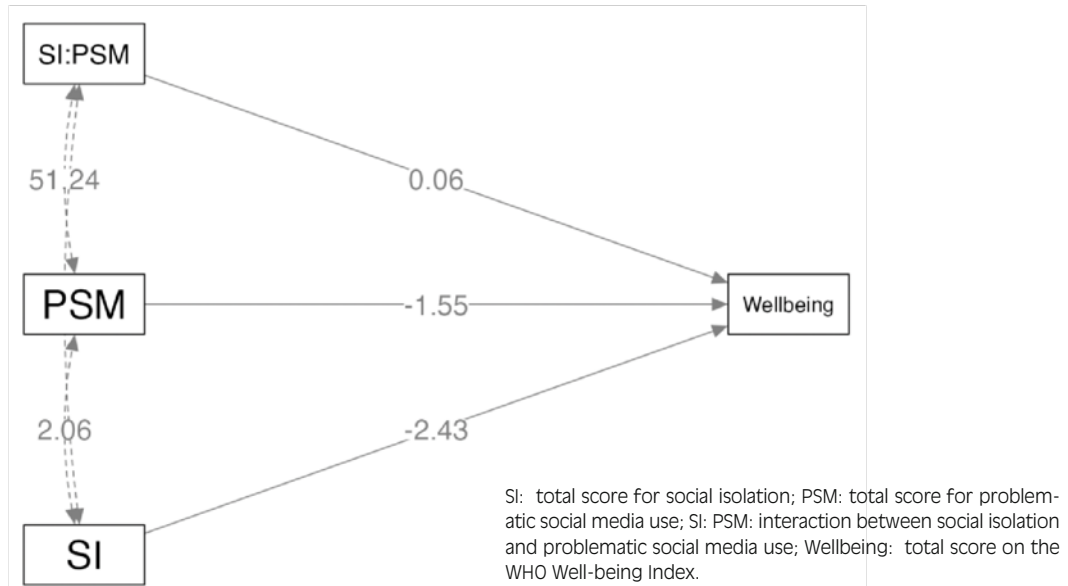 SI:PSM
51.24
0.06
PSM
-1.55
Wellbeing
2.06
-2.43
SI
SI: total score for social isolation; PSM: total score for problem-
atic social media use; SI: PSM: interaction between social isolation
and problematic social media use; Wellbeing: total score on the
WHO Well-being Index.